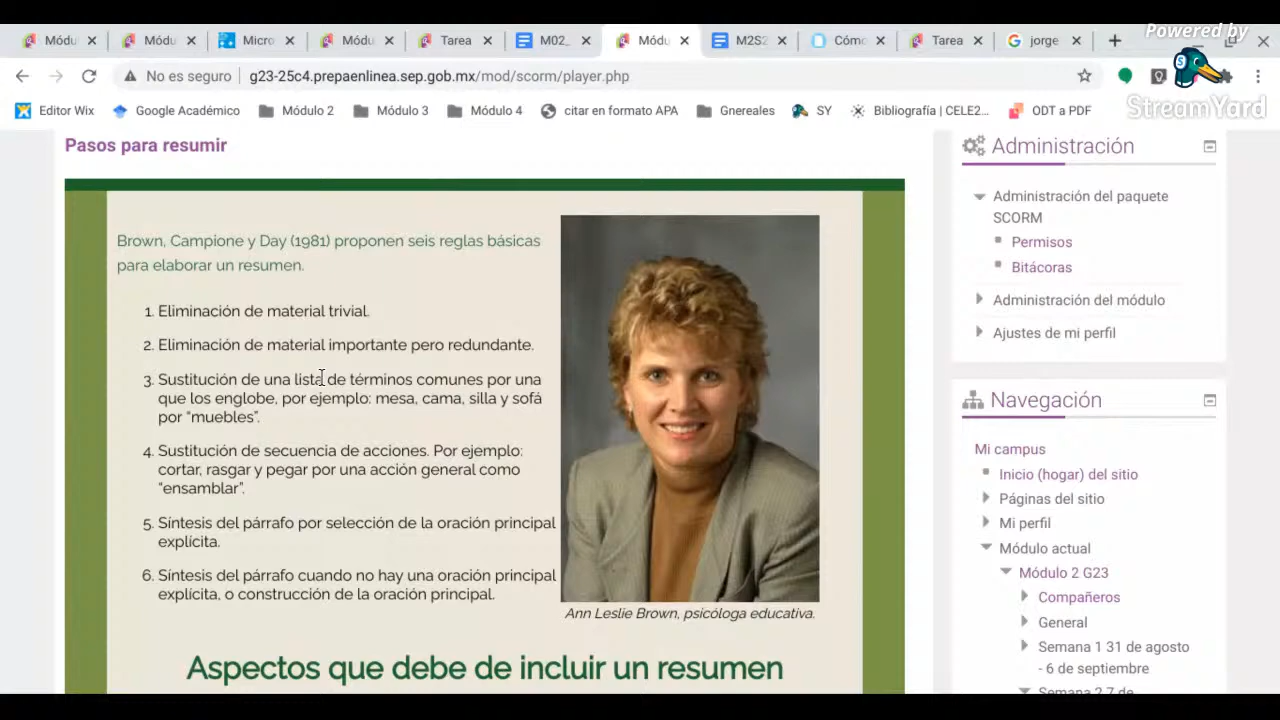 Powered by
StreamYard
Módu
Módu
Micro
Módu
Tarea
M02_
Módu
M2S2
Cómo
Tarea
jorge
No es seguro
g23-25c4.prepaenlinea.sep.gob.mx/mod/scorm/player.php
Editor Wix
Google Académico
Módulo 2
Módulo 3
Módulo 4
citar en formato APA
Gnereales
SY
Bibliografía | CELE2...
ODT a PDF
Pasos para resumir
Brown, Campione y Day (1981) proponen seis reglas básicas
para elaborar un resumen.
1. Eliminación de material trivial.
2. Eliminación de material importante pero redundante.
3. Sustitución de una lista de términos comunes por una
que los englobe, por ejemplo: mesa, cama, silla y sofá
por “muebles”.
4. Sustitución de secuencia de acciones. Por ejemplo:
cortar, rasgar y pegar por una acción general como
“ensamblar”.
5. Síntesis del párrafo por selección de la oración principal
explícita.
6. Síntesis del párrafo cuando no hay una oración principal
explícita, o construcción de la oración principal.
Ann Leslie Brown, psicóloga educativa.
Aspectos que debe de incluir un resumen
Administración
Administración del paquete
SCORM
Permisos
Bitácoras
Administración del módulo
Ajustes de mi perfil
Navegación
Mi campus
Inicio (hogar) del sitio
Páginas del sitio
Mi perfil
Módulo actual
Módulo 2 G23
Compañeros
General
Semana 1 31 de agosto
- 6 de septiembre
Semana 2 7 de